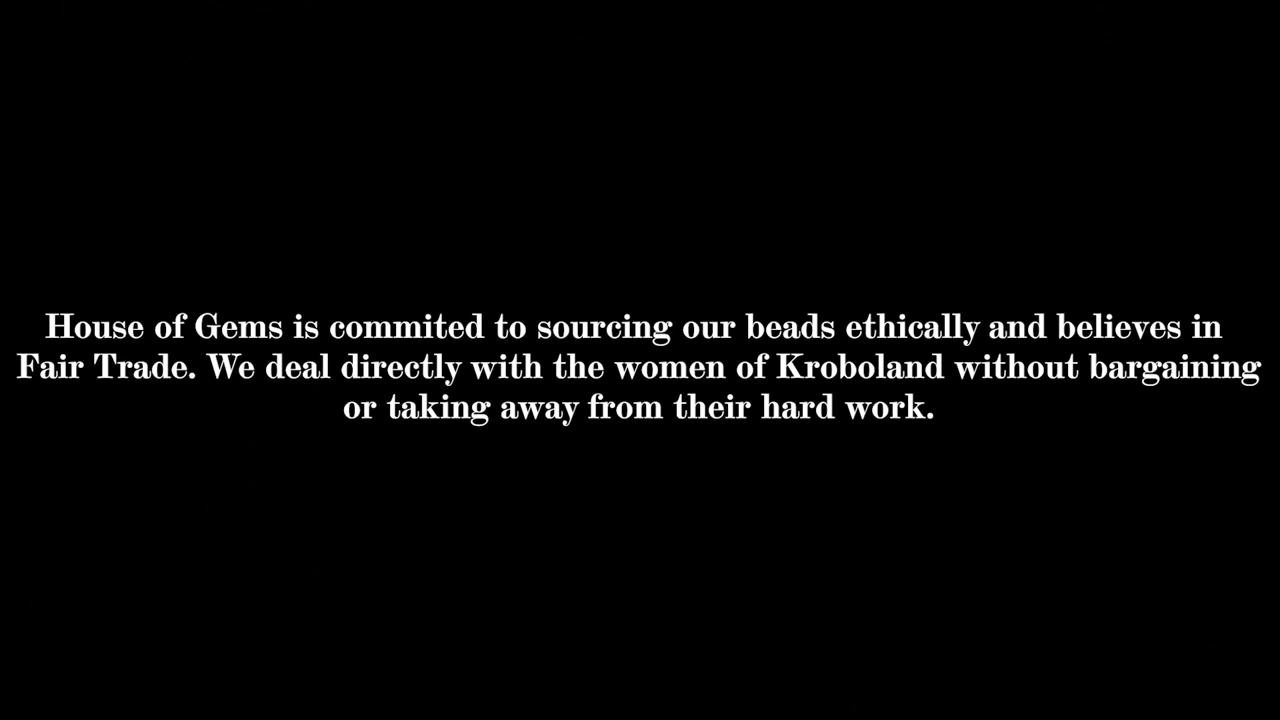 House of Gems is commited to sourcing our beads ethically and believes in
Fair Trade. We deal directly with the women of Kroboland without bargaining
or taking away from their hard work.